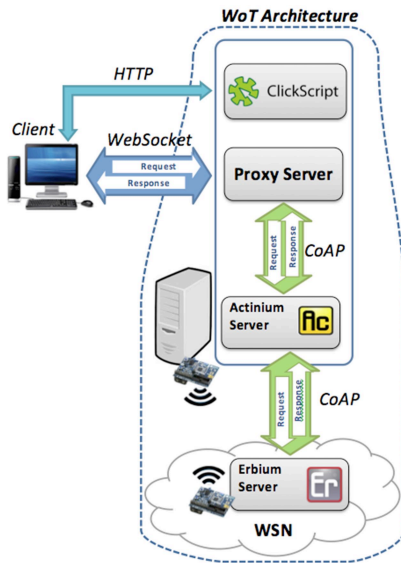 WoT Architecture
HTTP
ClickScript
Client
WebSocket
Request
Response
Proxy Server
Request
Response
CoAP
Actinium
Server
Ac
Request
Response
CoAP
Erbium
Server
Er
WSN